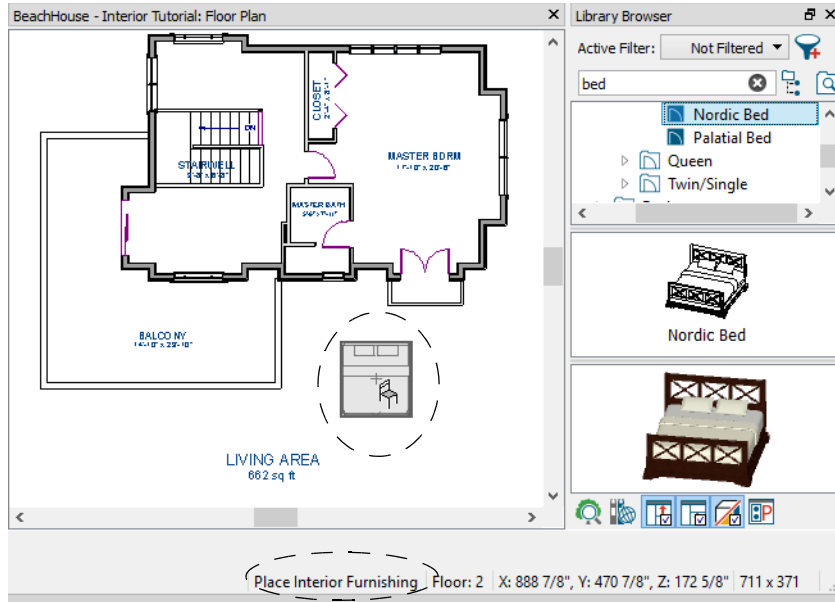 BeachHouse - Interior Tutorial: Floor Plan
Library Browser
Active Filter: Not Filtered
bed
Nordic Bed
Palatial Bed
Queen
Twin/Single
CLOSET
DN
STAIRWELL
MASTER BDRM
MASTER BATH
BALCONY
LIVING AREA
662 sq ft
Nordic Bed
P
Place Interior Furnishing
Floor: 2
X: 888 7/8", Y: 470 7/8", Z: 172 5/8"
711 x 371